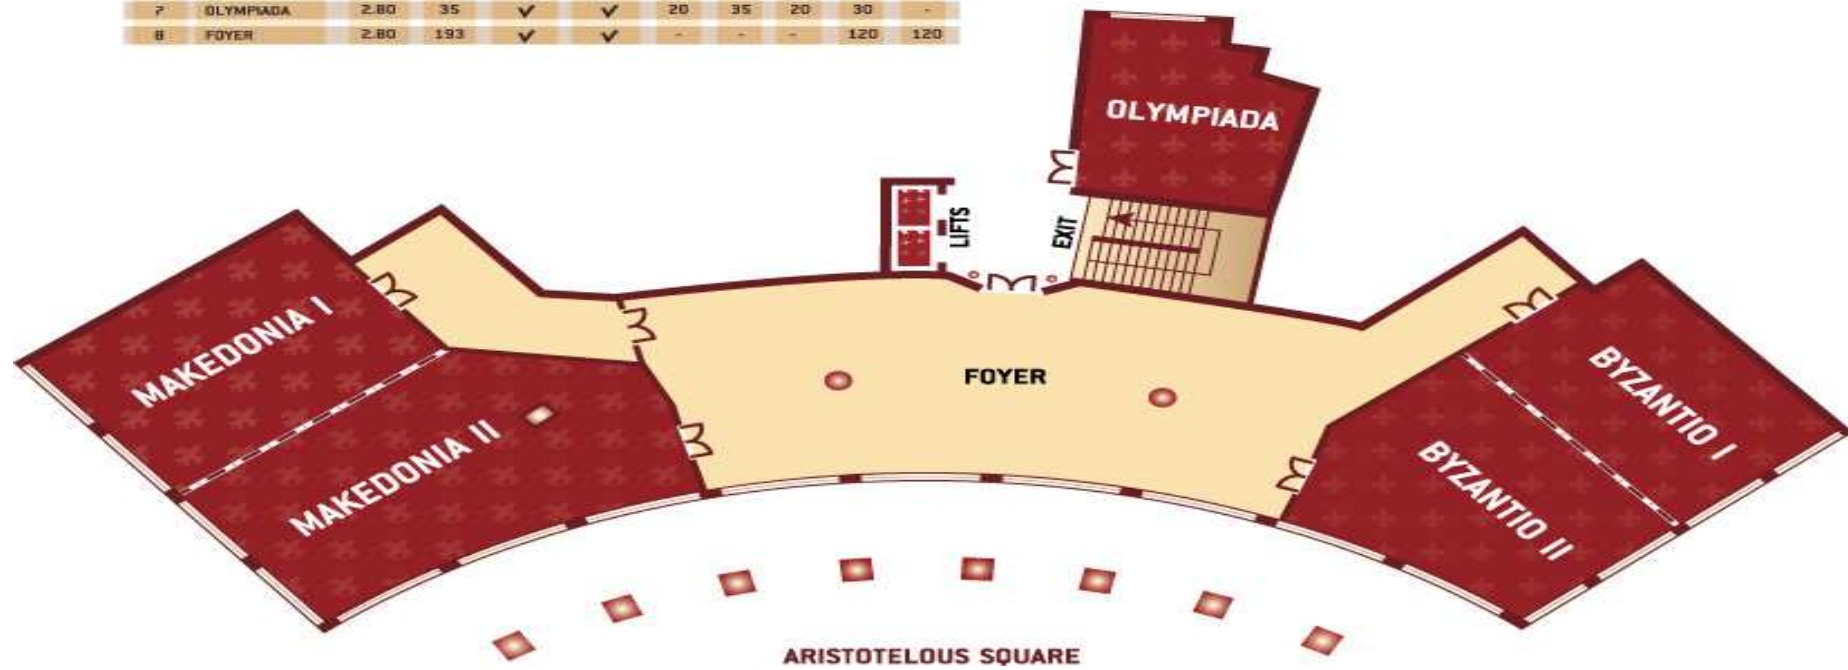 7 OLYMPIADA 2.80 35 ✓ ✓ 20 35 20 30 -
8 FOYER 2.80 193 ✓ ✓ - - - 120 120
OLYMPIADA
LIFTS
EXIT
MAKEDONIA I
MAKEDONIA II
FOYER
BYZANTIO I
BYZANTIO II
ARISTOTELOUS SQUARE